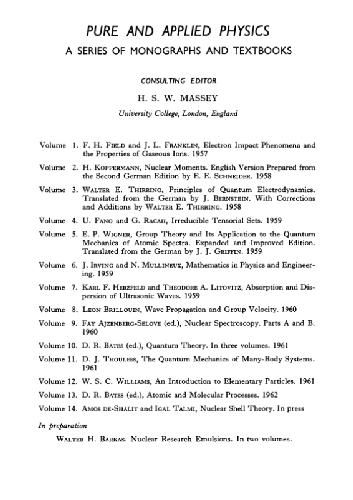 PURE AND APPLIED PHYSICS
A SERIES OF MONOGRAPHS AND TEXTBOOKS
CONSULTING EDITOR
H. S. W. MASSEY
University College, London, England
Volume 1. F. H. FIELD and J. L. FRANKLIN, Electron Impact Phenomena and
the Properties of Gaseous Ions. 1957
Volume 2. H. KOPFERMANN, Nuclear Moments. English Version Prepared from
the Second German Edition by E. E. SCHNEIDER. 1958
Volume 3. WALTER E. THIRRING, Principles of Quantum Electrodynamics.
Translated from the German by J. BERNSTEIN. With Corrections
and Additions by WALTER E. THIRRING. 1958
Volume 4. U. FANO and G. RACAH, Irreducible Tensorial Sets. 1959
Volume 5. E. P. WIGNER, Group Theory and Its Application to the Quantum
Mechanics of Atomic Spectra. Expanded and Improved Edition.
Translated from the German by J. J. GRIFFIN. 1959
Volume 6. J. IRVING and N. MULLINEUX, Mathematics in Physics and Engineer-
ing. 1959
Volume 7. KARL F. HERZFELD and THEODORE A. LITOVITZ, Absorption and Dis-
persion of Ultrasonic Waves. 1959
Volume 8. LEON BRILLOUIN, Wave Propagation and Group Velocity. 1960
Volume 9. FAY AJZENBERG-SELOVE (ed.), Nuclear Spectroscopy. Parts A and B.
1960
Volume 10. D. R. BATES (ed.), Quantum Theory. In three volumes. 1961
Volume 11. D. J. THOULESS, The Quantum Mechanics of Many-Body Systems.
1961
Volume 12. W. S. C. WILLIAMS, An Introduction to Elementary Particles. 1961
Volume 13. D. R. BATES (ed.), Atomic and Molecular Processes. 1962
Volume 14. AMOS DE-SHALIT and IGAL TALMI, Nuclear Shell Theory. In press
In preparation
WALTER H. BARKAS. Nuclear Research Emulsions. In two volumes.